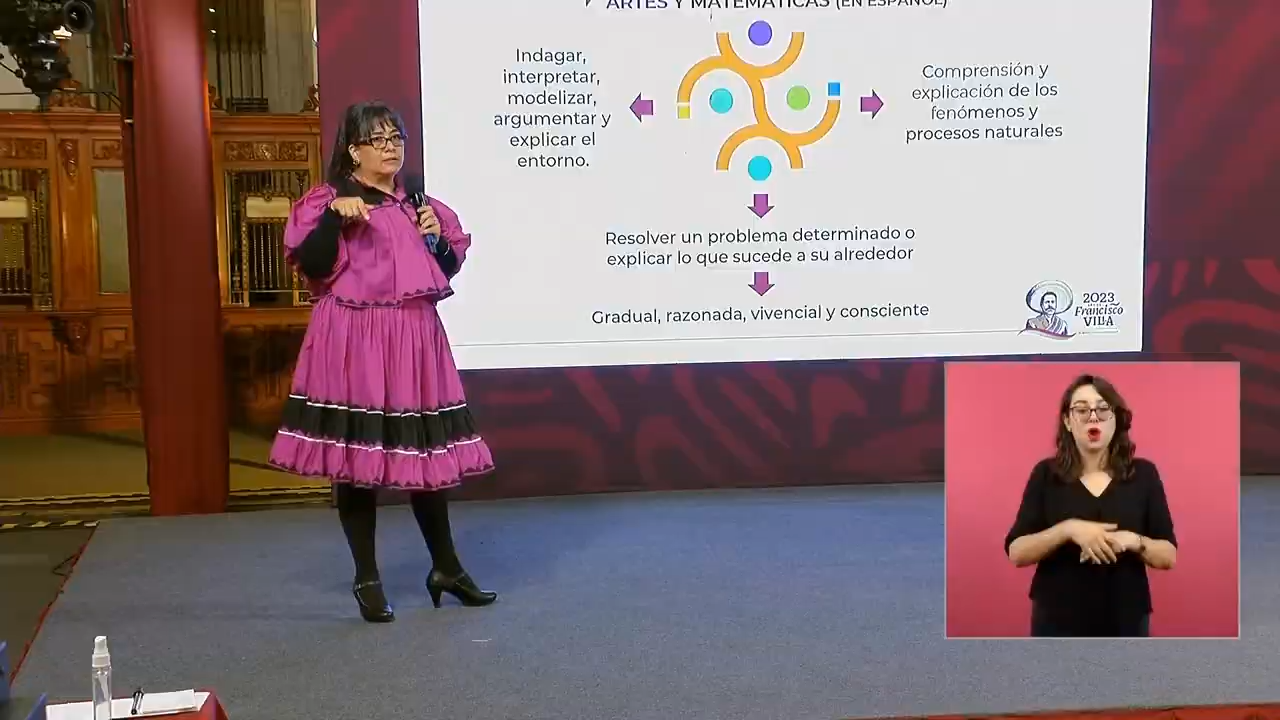 ARTES Y MATEMÁTICAS (EN ESPAÑOL)
Indagar,
interpretar,
modelizar,
argumentar y
explicar el
entorno.
Comprensión y
explicación de los
fenómenos y
procesos naturales
Resolver un problema determinado o
explicar lo que sucede a su alrededor
Gradual, razonada, vivencial y consciente
2023
Francisco
VILLA